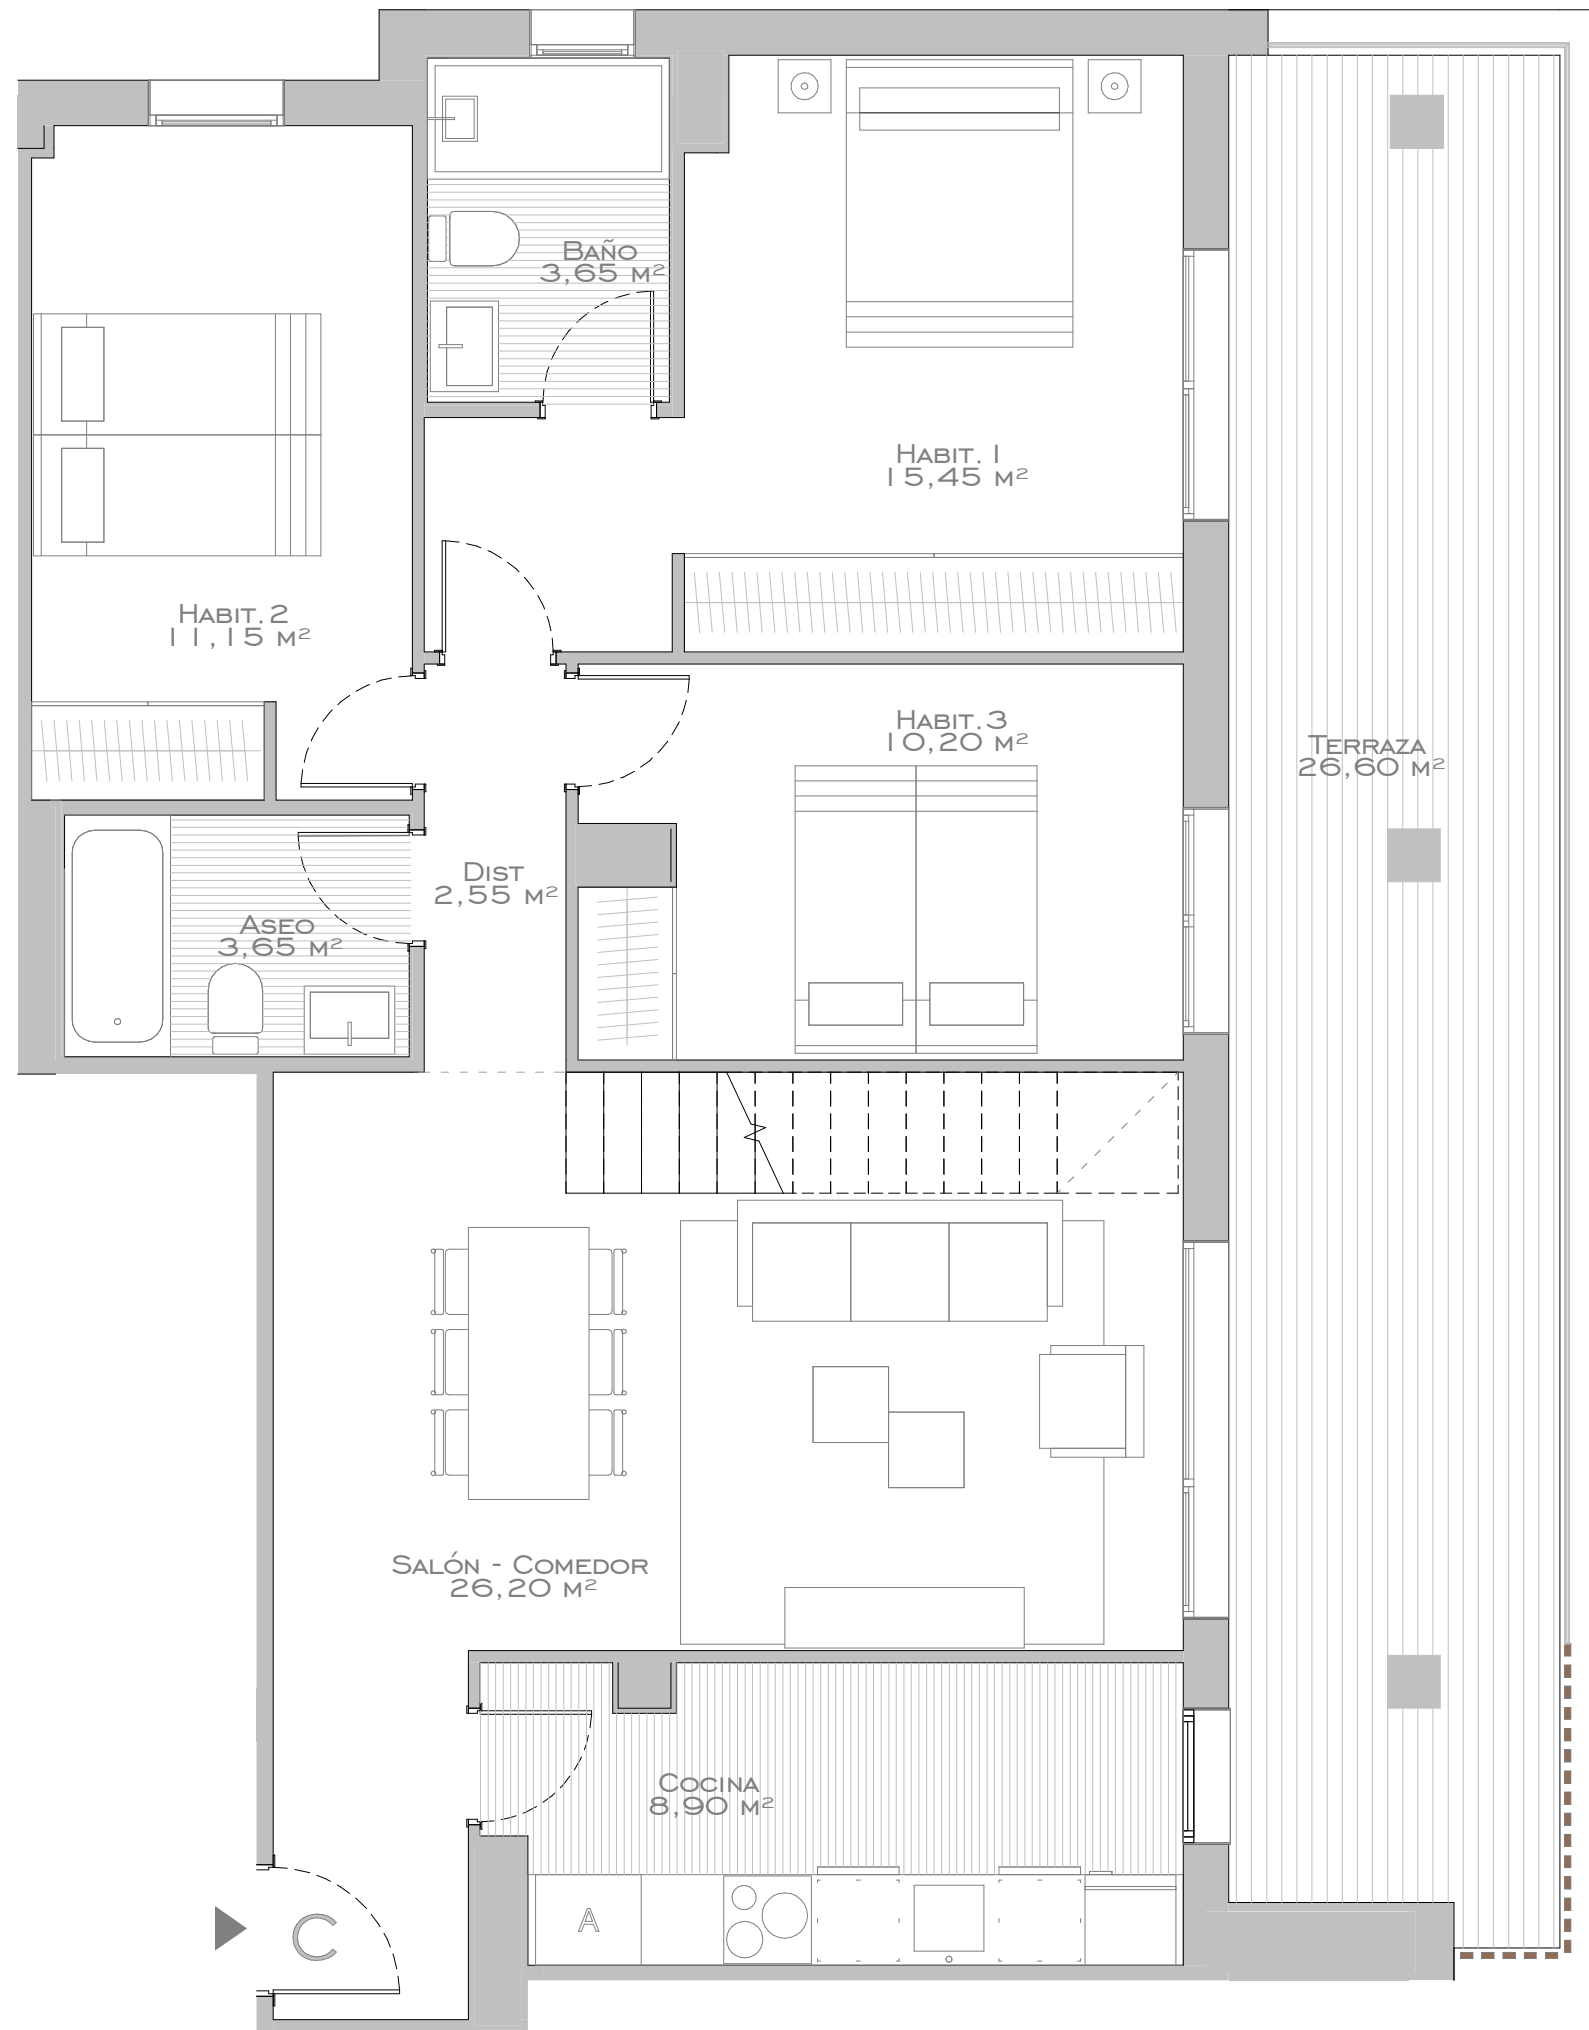 Baño
3,65 m²
Habit. 1
15,45 m²
Habit. 2
11,15 m²
Habit. 3
10,20 m²
Terraza
26,60 m²
Dist
2,55 m²
Aseo
3,65 m²
Salón - Comedor
26,20 m²
Cocina
8,90 m²
A
C